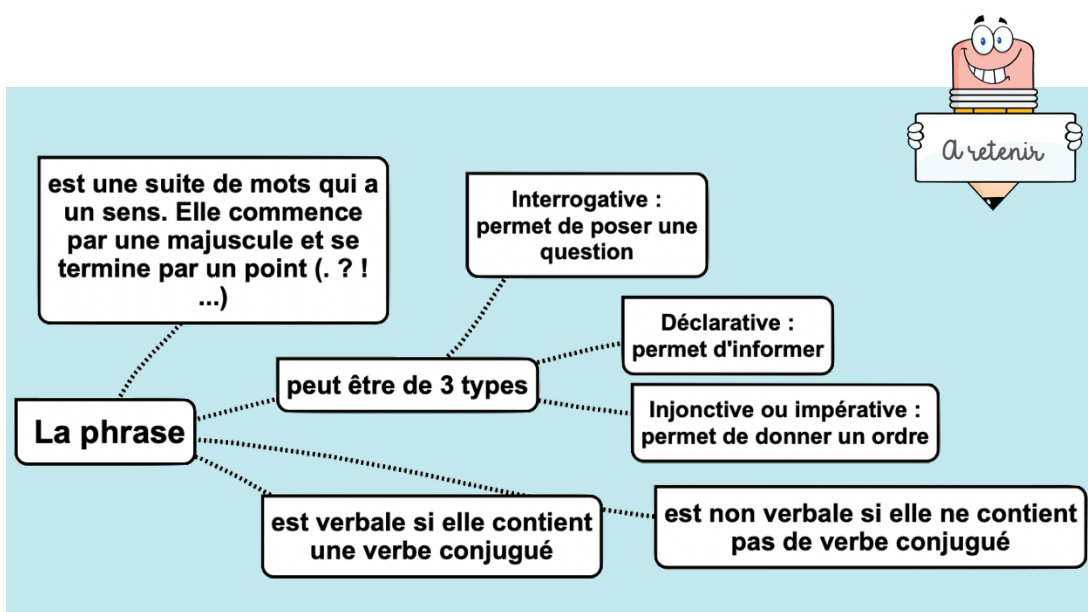 A retenir
est une suite de mots qui a
un sens. Elle commence
par une majuscule et se
termine par un point (. ? !
...)
Interrogative :
permet de poser une
question
Déclarative :
permet d'informer
peut être de 3 types
Injonctive ou impérative :
permet de donner un ordre
La phrase
est verbale si elle contient
une verbe conjugué
est non verbale si elle ne contient
pas de verbe conjugué